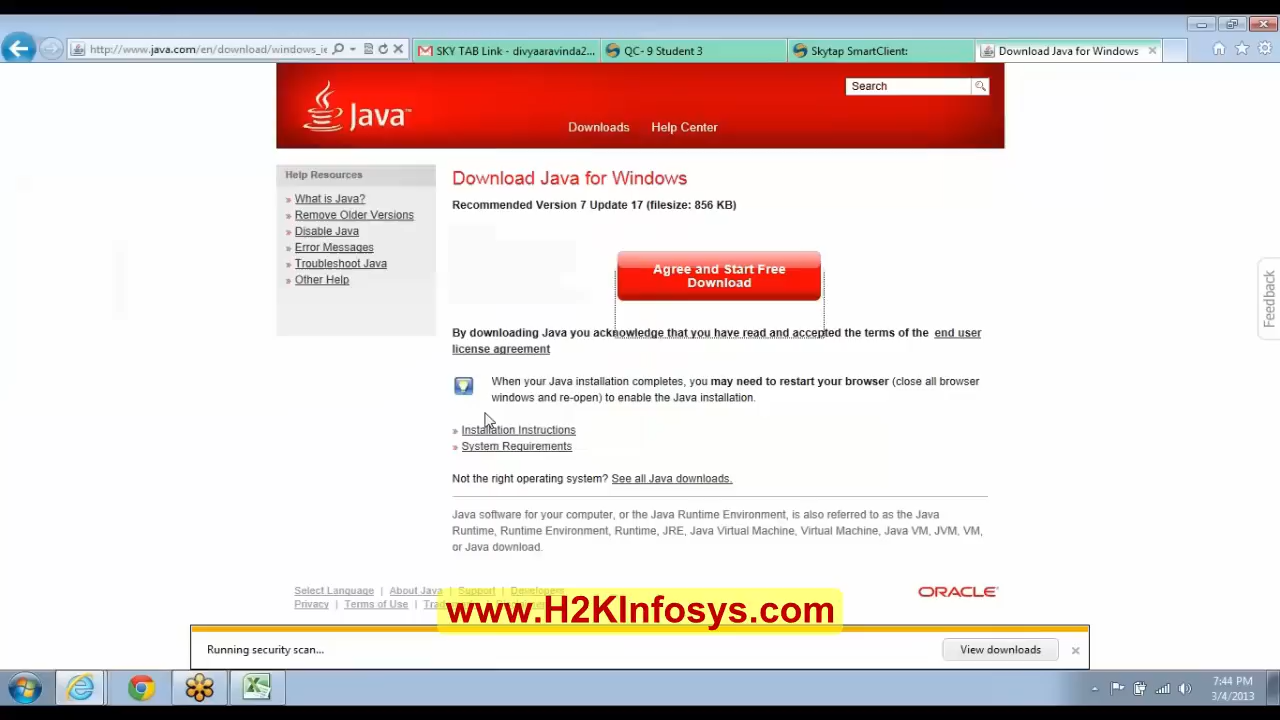 http://www.java.com/en/download/windows_ie
SKY TAB Link - divyaaravinda2...
QC- 9 Student 3
Skytap SmartClient:
Download Java for Windows
Java™
Search
Downloads
Help Center
Help Resources
» What is Java?
» Remove Older Versions
» Disable Java
» Error Messages
» Troubleshoot Java
» Other Help
Download Java for Windows
Recommended Version 7 Update 17 (filesize: 856 KB)
Agree and Start Free
Download
By downloading Java you acknowledge that you have read and accepted the terms of the end user
license agreement
When your Java installation completes, you may need to restart your browser (close all browser
windows and re-open) to enable the Java installation.
» Installation Instructions
» System Requirements
Not the right operating system? See all Java downloads.
Java software for your computer, or the Java Runtime Environment, is also referred to as the Java
Runtime, Runtime Environment, Runtime, JRE, Java Virtual Machine, Virtual Machine, Java VM, JVM, VM,
or Java download.
Feedback
Select Language | About Java | Support | Developers
Privacy | Terms of Use |
ORACLE
www.H2KInfosys.com
Running security scan...
View downloads
7:44 PM
3/4/2013